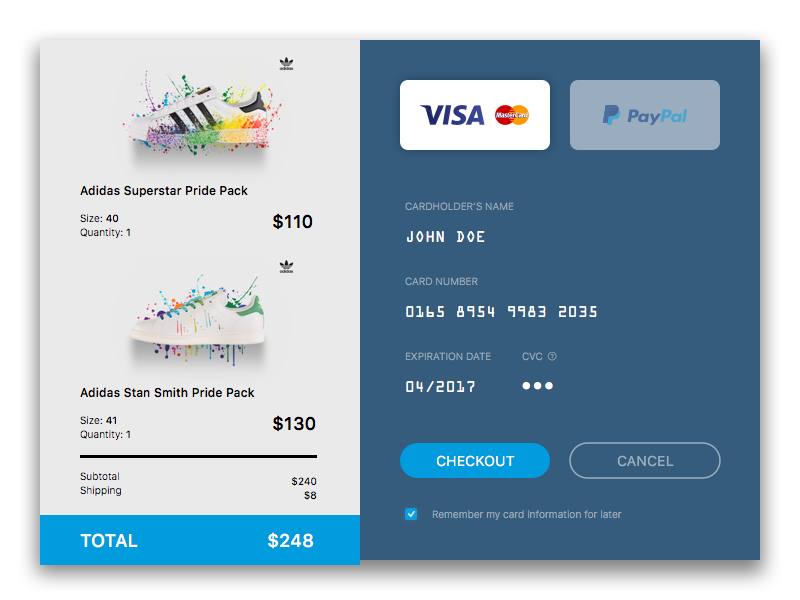 adidas
Adidas Superstar Pride Pack
Size: 40
Quantity: 1
$110
adidas
Adidas Stan Smith Pride Pack
Size: 41
Quantity: 1
$130
Subtotal $240
Shipping $8
TOTAL $248
VISA MasterCard PayPal
CARDHOLDER'S NAME
JOHN DOE
CARD NUMBER
0165 8954 9983 2035
EXPIRATION DATE CVC ?
04/2017 ●●●
CHECKOUT CANCEL
Remember my card information for later